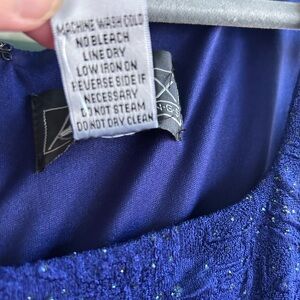 MACHINE WASH COLD
NO BLEACH
LINE DRY
LOW IRON ON
REVERSE SIDE IF
NECESSARY
DO NOT STEAM
DO NOT DRY CLEAN